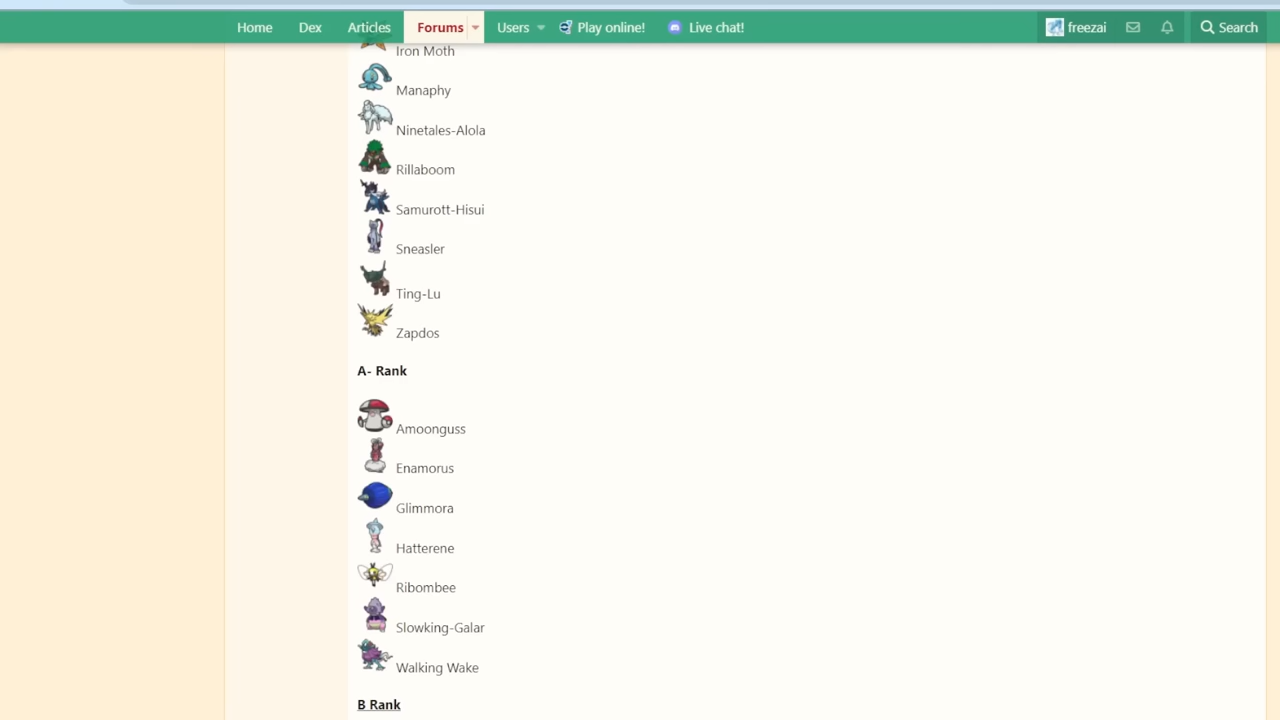 Home Dex Articles Forums Users Play online! Live chat! freezai Search
Iron Moth
Manaphy
Ninetales-Alola
Rillaboom
Samurott-Hisui
Sneasler
Ting-Lu
Zapdos
A- Rank
Amoonguss
Enamorus
Glimmora
Hatterene
Ribombee
Slowking-Galar
Walking Wake
B Rank